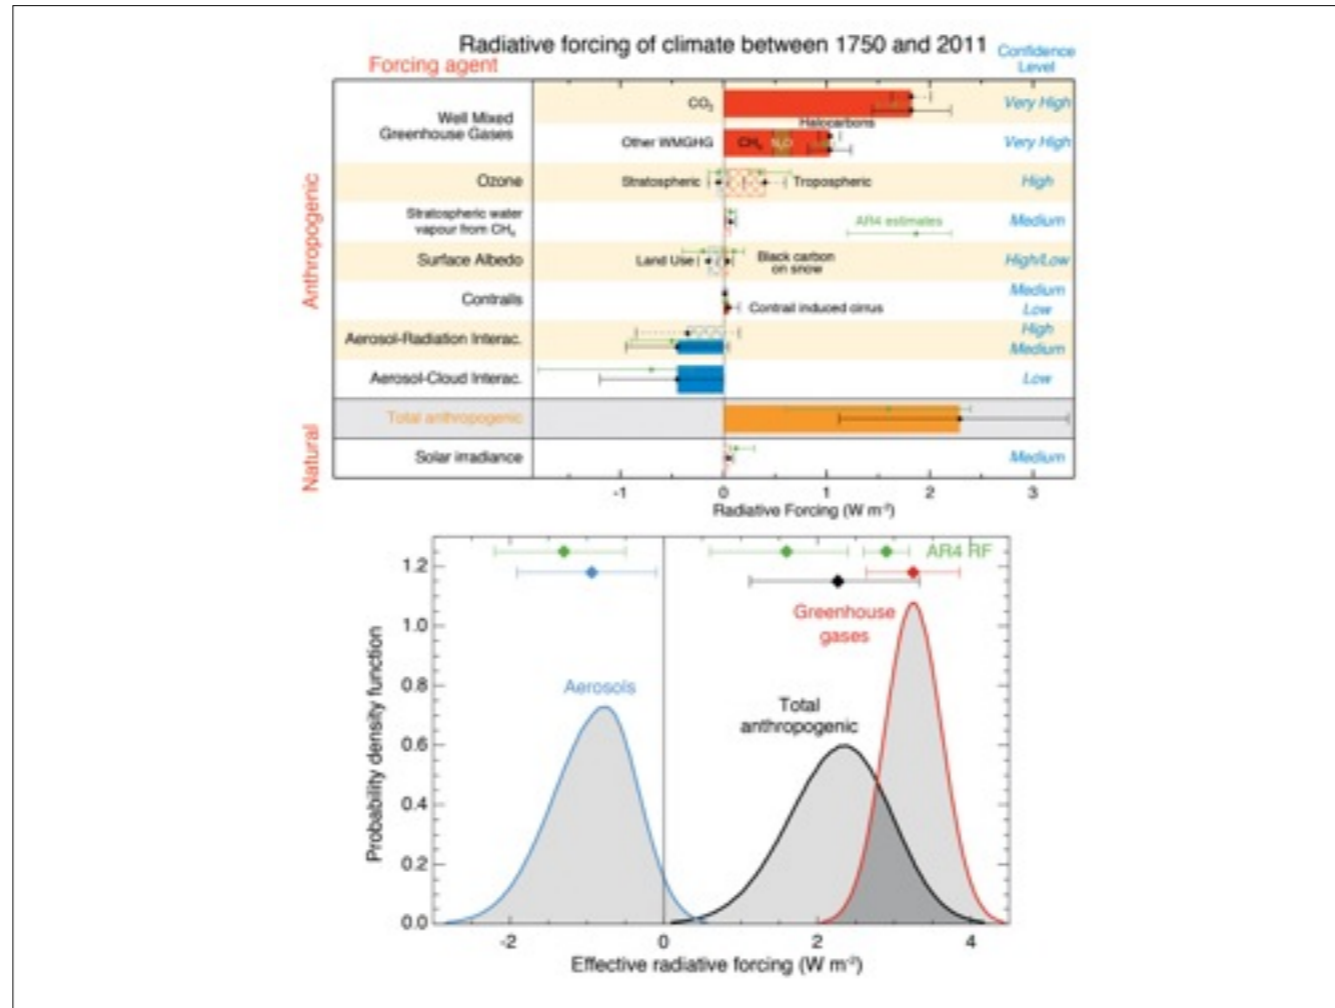 Radiative forcing of climate between 1750 and 2011
Forcing agent
Confidence
Level
Anthropogenic
Natural
Well Mixed
Greenhouse Gases
CO₂
Very High
Halocarbons
Other WMGHG
CH₄
N₂O
Very High
Ozone
Stratospheric
Tropospheric
High
Stratospheric water
vapour from CH₄
AR4 estimates
Medium
Surface Albedo
Land Use
Black carbon
on snow
High/Low
Contrails
Contrail induced cirrus
Medium
Low
Aerosol-Radiation Interac.
High
Medium
Aerosol-Cloud Interac.
Low
Total anthropogenic
Solar irradiance
Medium
-1 0 1 2 3
Radiative Forcing (W m⁻²)
AR4 RF
Greenhouse
gases
Aerosols
Total
anthropogenic
Probability density function
1.2
1.0
0.8
0.6
0.4
0.2
0.0
-2 0 2 4
Effective radiative forcing (W m⁻²)